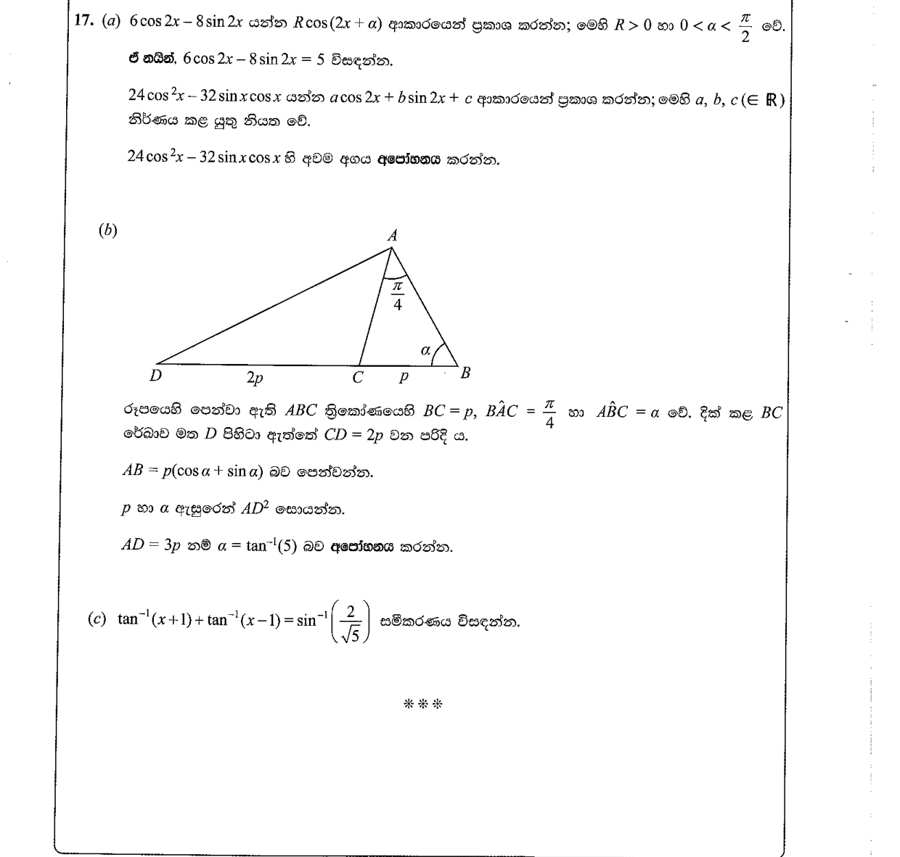 17. (a) 6 cos 2x – 8 sin 2x යන්න R cos (2x + α) ආකාරයෙන් ප්‍රකාශ කරන්න; මෙහි R > 0 හා 0 < α < π/2 වේ.
ඒ නයින්, 6 cos 2x – 8 sin 2x = 5 විසඳන්න.
24 cos²x – 32 sin x cos x යන්න a cos 2x + b sin 2x + c ආකාරයෙන් ප්‍රකාශ කරන්න; මෙහි a, b, c (∈ ℝ)
නිර්ණය කළ යුතු නියත වේ.
24 cos²x – 32 sin x cos x හි අවම අගය අපෝහනය කරන්න.
(b)
A
π/4
α
D 2p C p B
රූපයෙහි පෙන්වා ඇති ABC ත්‍රිකෝණයෙහි BC = p, BÂC = π/4 හා AB̂C = α වේ. දික් කළ BC
රේඛාව මත D පිහිටා ඇත්තේ CD = 2p වන පරිදි ය.
AB = p(cos α + sin α) බව පෙන්වන්න.
p හා α ඇසුරෙන් AD² සොයන්න.
AD = 3p නම් α = tan⁻¹(5) බව අපෝහනය කරන්න.
(c) tan⁻¹(x+1) + tan⁻¹(x–1) = sin⁻¹(2/√5) සමීකරණය විසඳන්න.
⁎ ⁎ ⁎